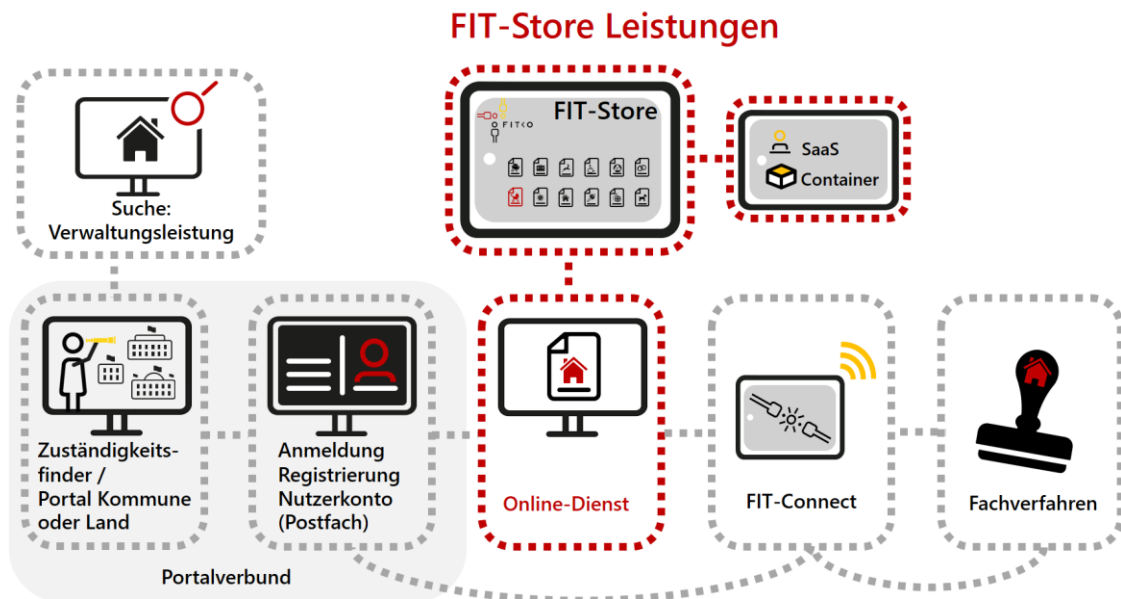 FIT-Store Leistungen
FIT-Store
FITKO
SaaS
Container
Suche:
Verwaltungsleistung
Zuständigkeits-
finder /
Portal Kommune
oder Land
Anmeldung
Registrierung
Nutzerkonto
(Postfach)
Online-Dienst
FIT-Connect
Fachverfahren
Portalverbund